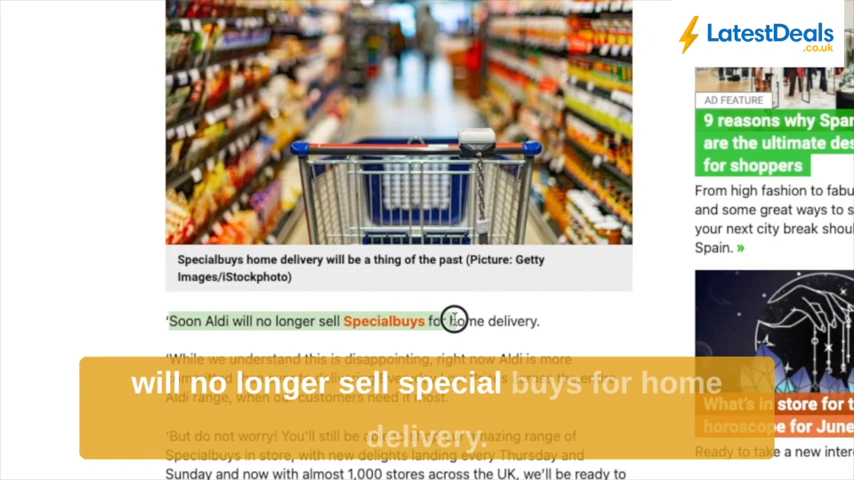 LatestDeals
.co.uk
AD FEATURE
9 reasons why Spa
are the ultimate des
for shoppers
From high fashion to fabu
and some great ways to s
your next city break shou
Spain. »
Specialbuys home delivery will be a thing of the past (Picture: Getty
Images/iStockphoto)
‘Soon Aldi will no longer sell Specialbuys for home delivery.
‘While we understand this is disappointing, right now Aldi is more
Aldi range, when our customers need it most.
will no longer sell special buys for home
delivery.
‘But do not worry! You'll still be
amazing range of
Specialbuys in store, with new delights landing every Thursday and
Sunday and now with almost 1,000 stores across the UK, we'll be ready to
What's in store for t
horoscope for June
Ready to take a new inter